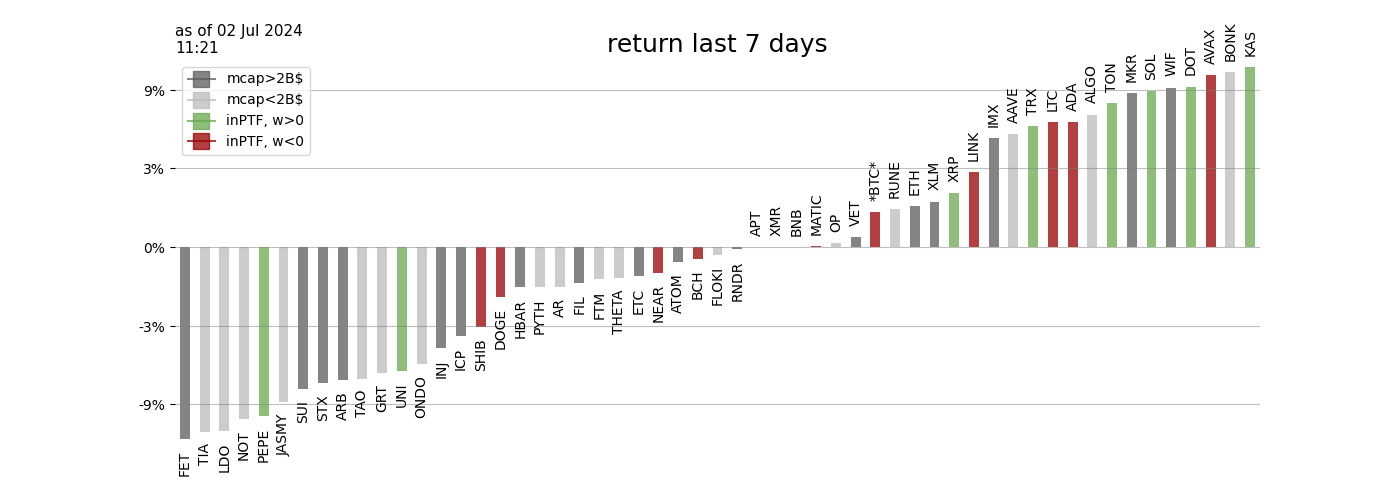 as of 02 Jul 2024
11:21
return last 7 days
mcap>2B$
mcap<2B$
inPTF, w>0
inPTF, w<0
9%
3%
0%
-3%
-9%
FET
TIA
LDO
NOT
PEPE
JASMY
SUI
STX
ARB
TAO
GRT
UNI
ONDO
INJ
ICP
SHIB
DOGE
HBAR
PYTH
AR
FIL
FTM
THETA
ETC
NEAR
ATOM
BCH
FLOKI
RNDR
APT
XMR
BNB
MATIC
OP
VET
*BTC*
RUNE
ETH
XLM
XRP
LINK
IMX
AAVE
TRX
LTC
ADA
ALGO
TON
MKR
SOL
WIF
DOT
AVAX
BONK
KAS